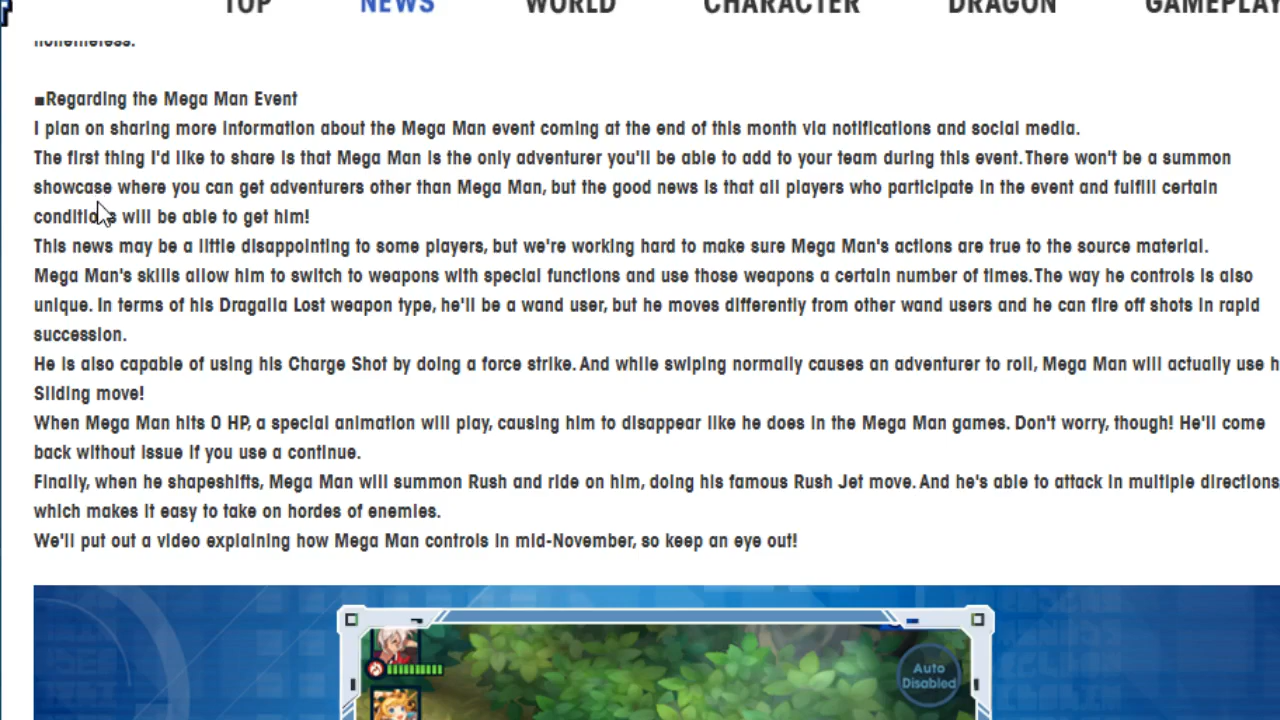 TOP NEWS WORLD CHARACTER DRAGON GAMEPLAY
nonetheless.
■Regarding the Mega Man Event
I plan on sharing more information about the Mega Man event coming at the end of this month via notifications and social media.
The first thing I'd like to share is that Mega Man is the only adventurer you'll be able to add to your team during this event. There won't be a summon
showcase where you can get adventurers other than Mega Man, but the good news is that all players who participate in the event and fulfill certain
conditions will be able to get him!
This news may be a little disappointing to some players, but we're working hard to make sure Mega Man's actions are true to the source material.
Mega Man's skills allow him to switch to weapons with special functions and use those weapons a certain number of times. The way he controls is also
unique. In terms of his Dragalia Lost weapon type, he'll be a wand user, but he moves differently from other wand users and he can fire off shots in rapid
succession.
He is also capable of using his Charge Shot by doing a force strike. And while swiping normally causes an adventurer to roll, Mega Man will actually use h
Sliding move!
When Mega Man hits 0 HP, a special animation will play, causing him to disappear like he does in the Mega Man games. Don't worry, though! He'll come
back without issue if you use a continue.
Finally, when he shapeshifts, Mega Man will summon Rush and ride on him, doing his famous Rush Jet move. And he's able to attack in multiple directions
which makes it easy to take on hordes of enemies.
We'll put out a video explaining how Mega Man controls in mid-November, so keep an eye out!
Auto
Disabled